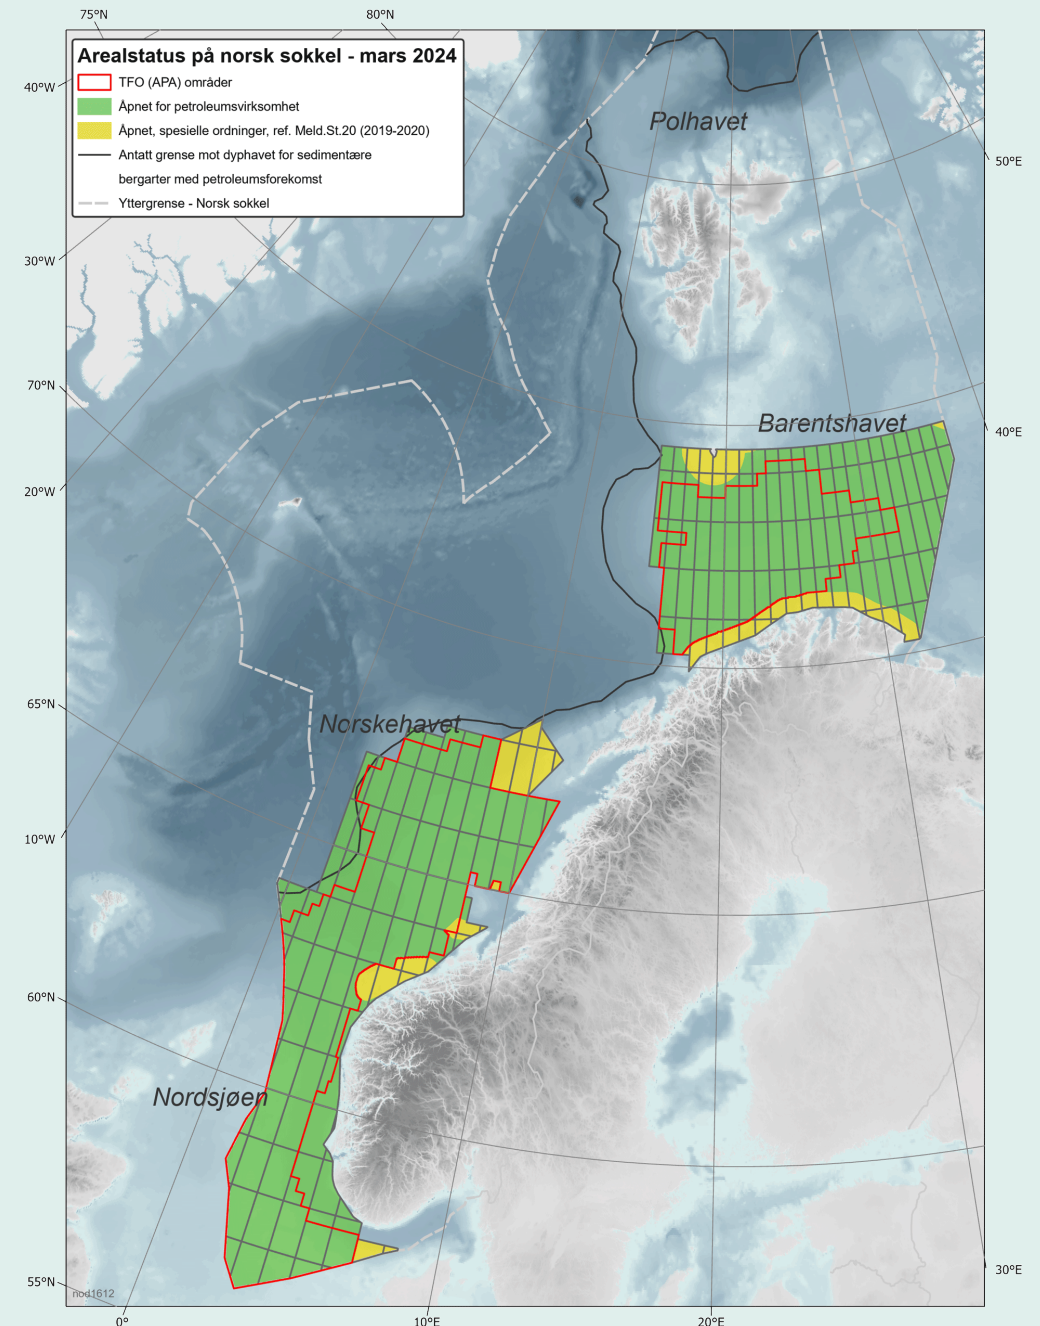 75°N
80°N
Arealstatus på norsk sokkel - mars 2024
TFO (APA) områder
Åpnet for petroleumsvirksomhet
Åpnet, spesielle ordninger, ref. Meld.St.20 (2019-2020)
Antatt grense mot dyphavet for sedimentære
bergarter med petroleumsforekomst
Yttergrense - Norsk sokkel
40°W
Polhavet
50°E
30°W
70°N
Barentshavet
40°E
20°W
65°N
Norskehavet
10°W
60°N
Nordsjøen
30°E
55°N
nod1612
0°
10°E
20°E